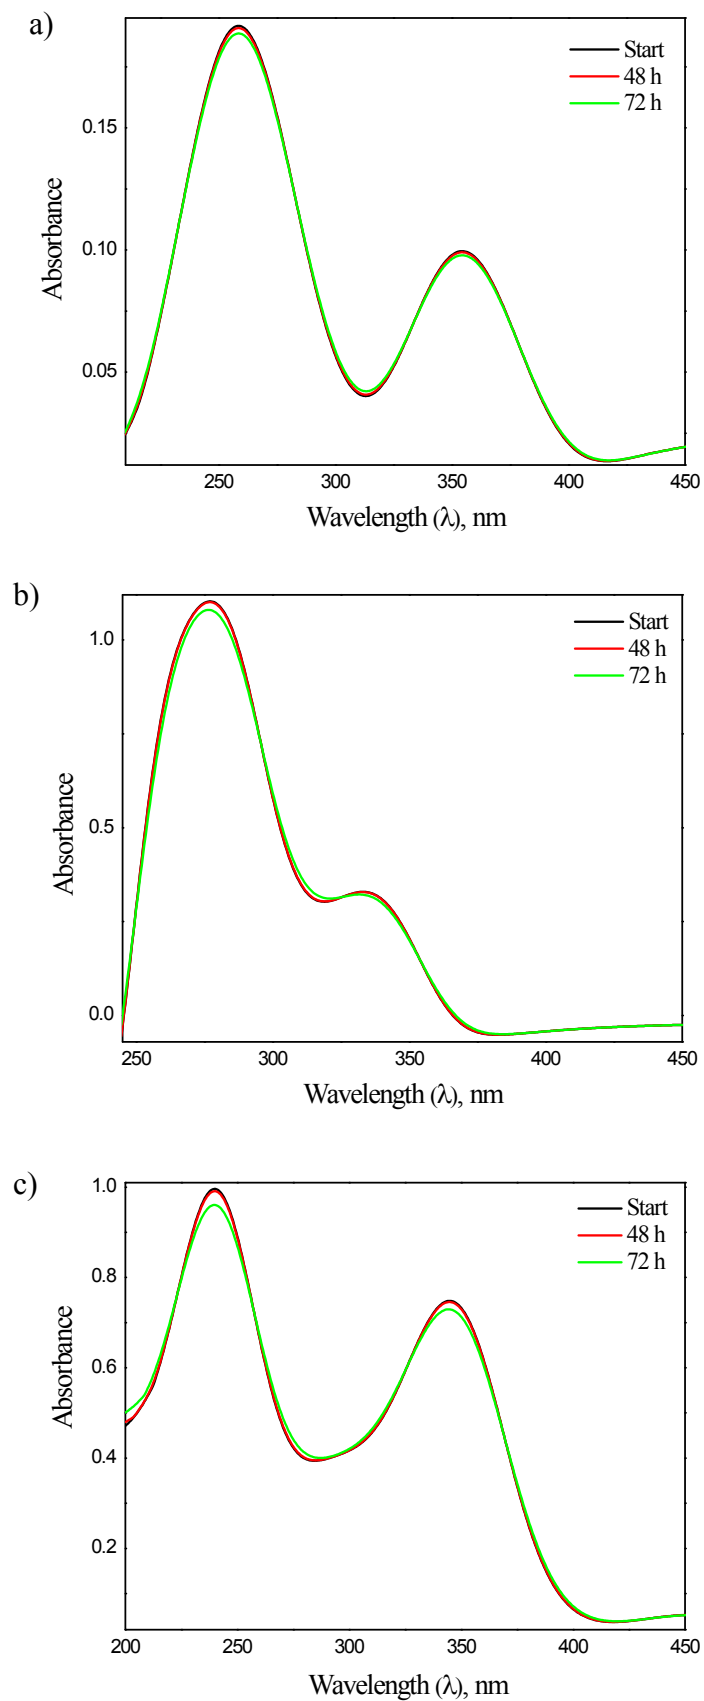 a)
Start
48 h
72 h
0.15
0.10
0.05
Absorbance
250
300
350
400
450
Wavelength (λ), nm
b)
Start
48 h
72 h
1.0
0.5
0.0
Absorbance
250
300
350
400
450
Wavelength (λ), nm
c)
Start
48 h
72 h
1.0
0.8
0.6
0.4
0.2
Absorbance
200
250
300
350
400
450
Wavelength (λ), nm